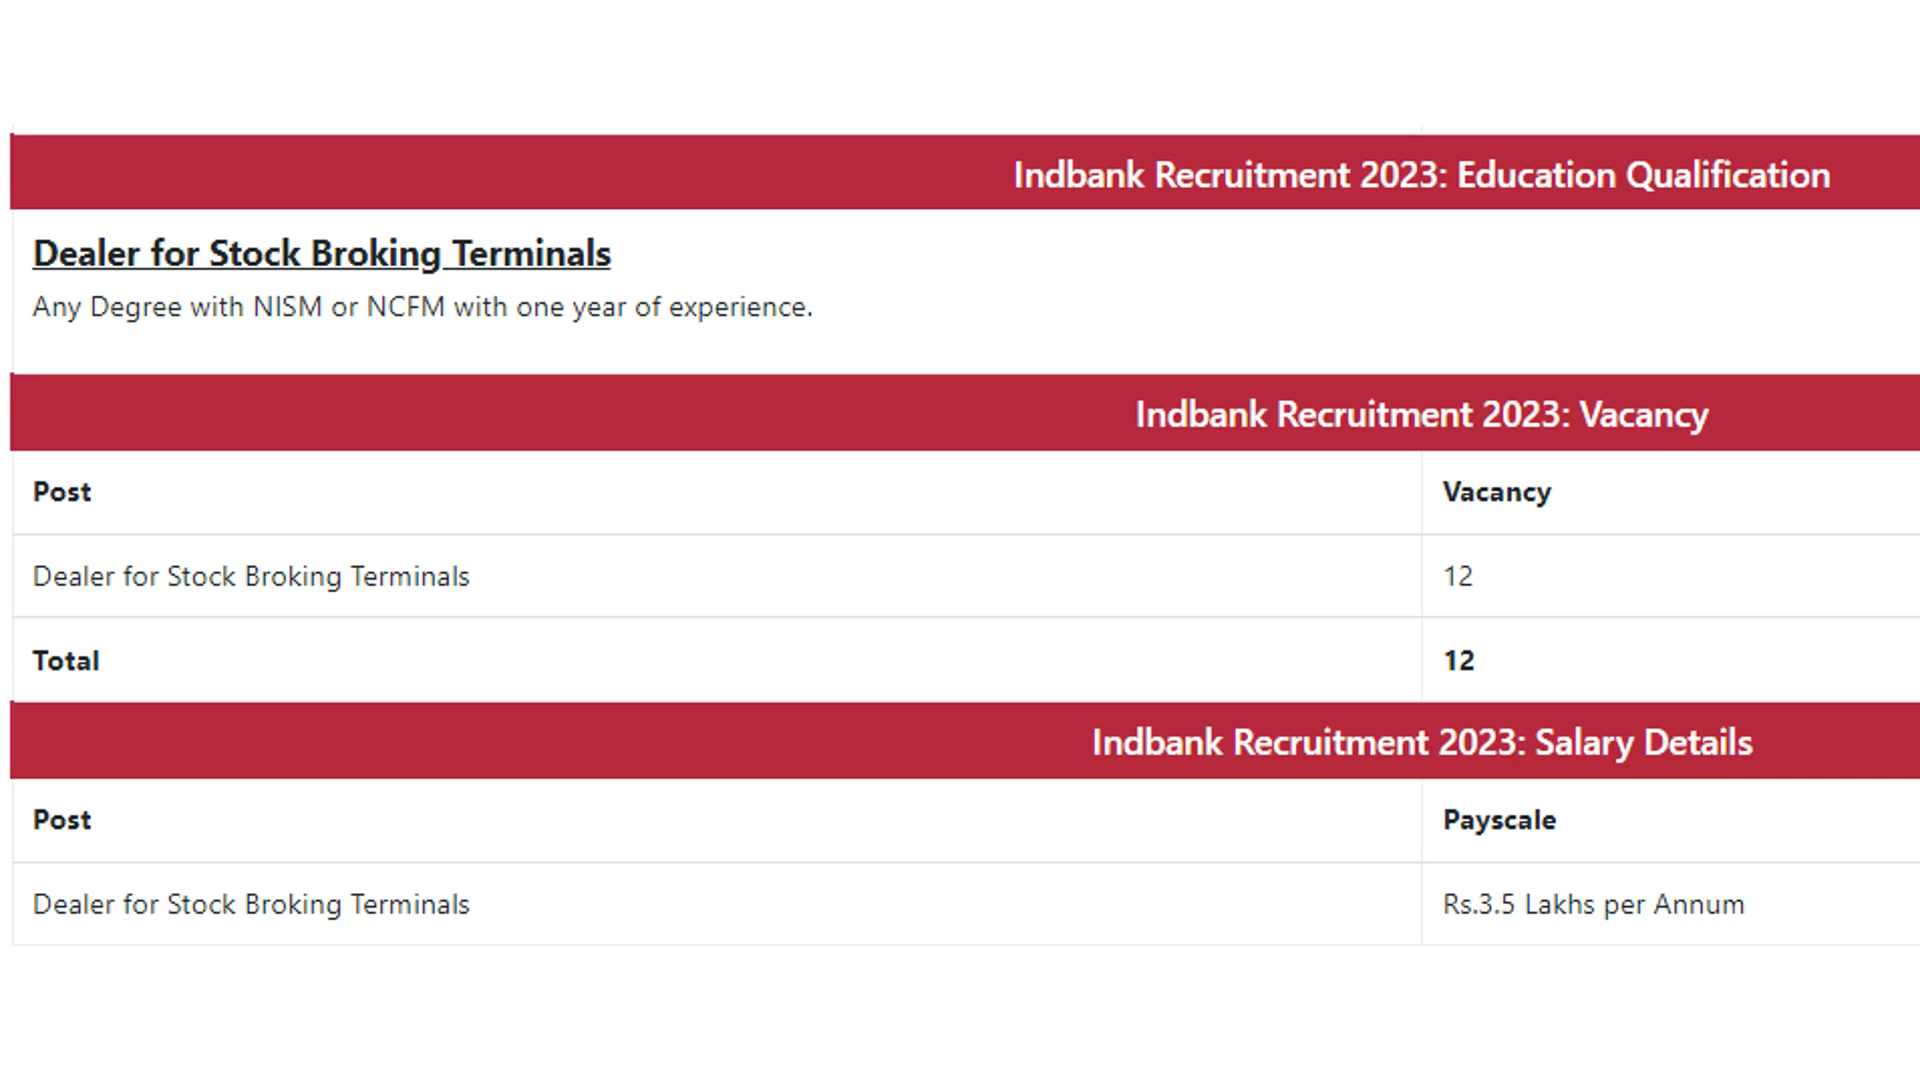 Indbank Recruitment 2023: Education Qualification
Dealer for Stock Broking Terminals
Any Degree with NISM or NCFM with one year of experience.
Indbank Recruitment 2023: Vacancy
Post Vacancy
Dealer for Stock Broking Terminals 12
Total 12
Indbank Recruitment 2023: Salary Details
Post Payscale
Dealer for Stock Broking Terminals Rs.3.5 Lakhs per Annum